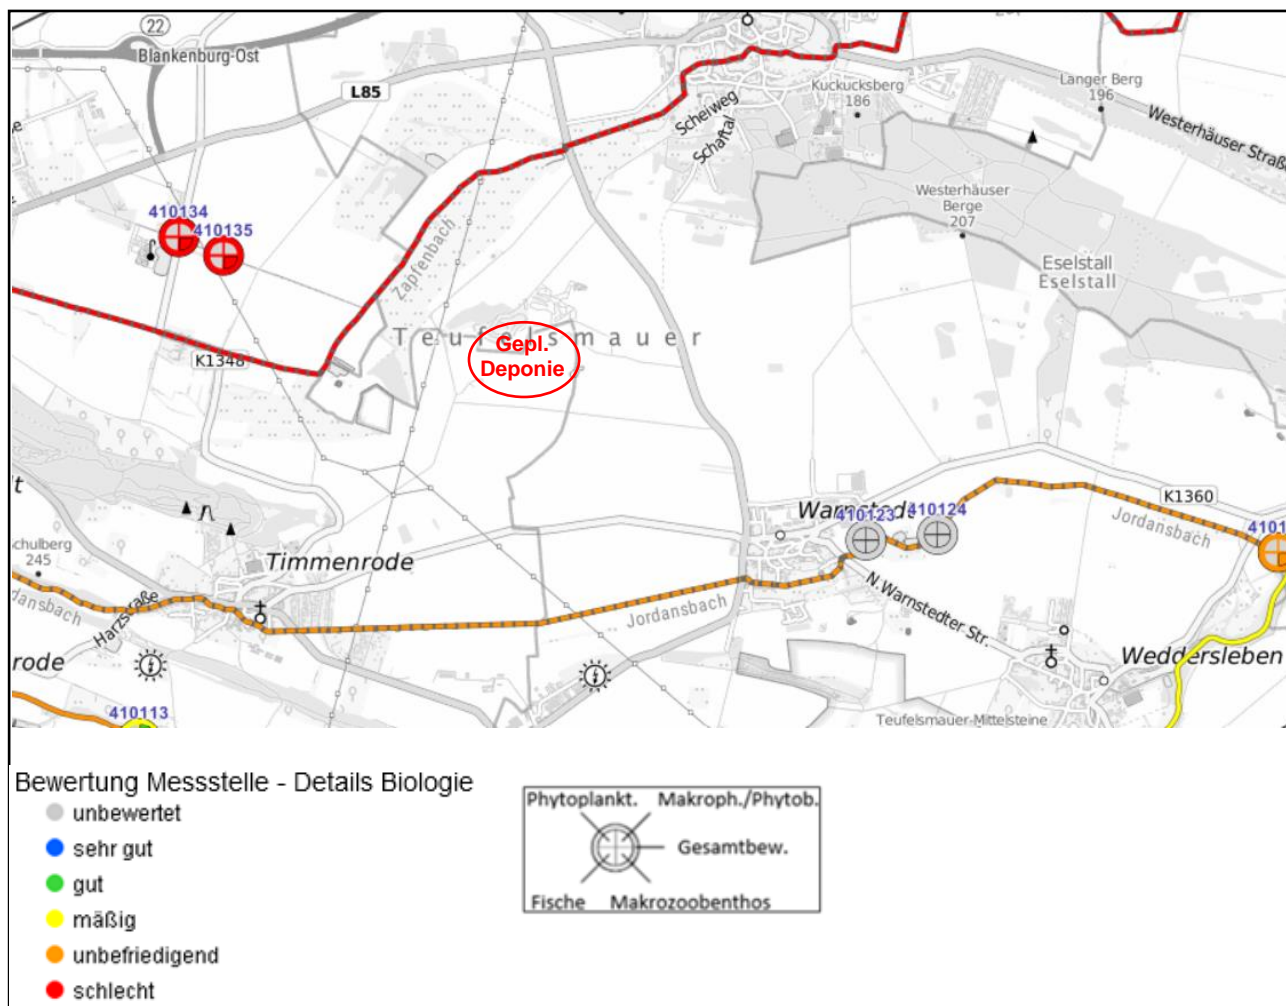 22
Blankenburg-Ost
L85
Kuckucksberg
186
Langer Berg
196
Westerhäuser Straße
Scheiweg
Schaftal
Westerhäuser
Berge
207
410134
410135
Zapfenbach
Eselstall
Eselstall
Teufelsmauer
Gepl.
Deponie
K1348
K1360
Warnstedt
410123
410124
Jordansbach
4101
Timmenrode
245
Harzstraße
Jordansbach
N.Warnstedter Str.
rode
Weddersleben
410113
Teufelsmauer-Mittelsteine
Bewertung Messstelle - Details Biologie
unbewertet
sehr gut
gut
mäßig
unbefriedigend
schlecht
Phytoplankt. Makroph./Phytob.
Gesamtbew.
Fische Makrozoobenthos